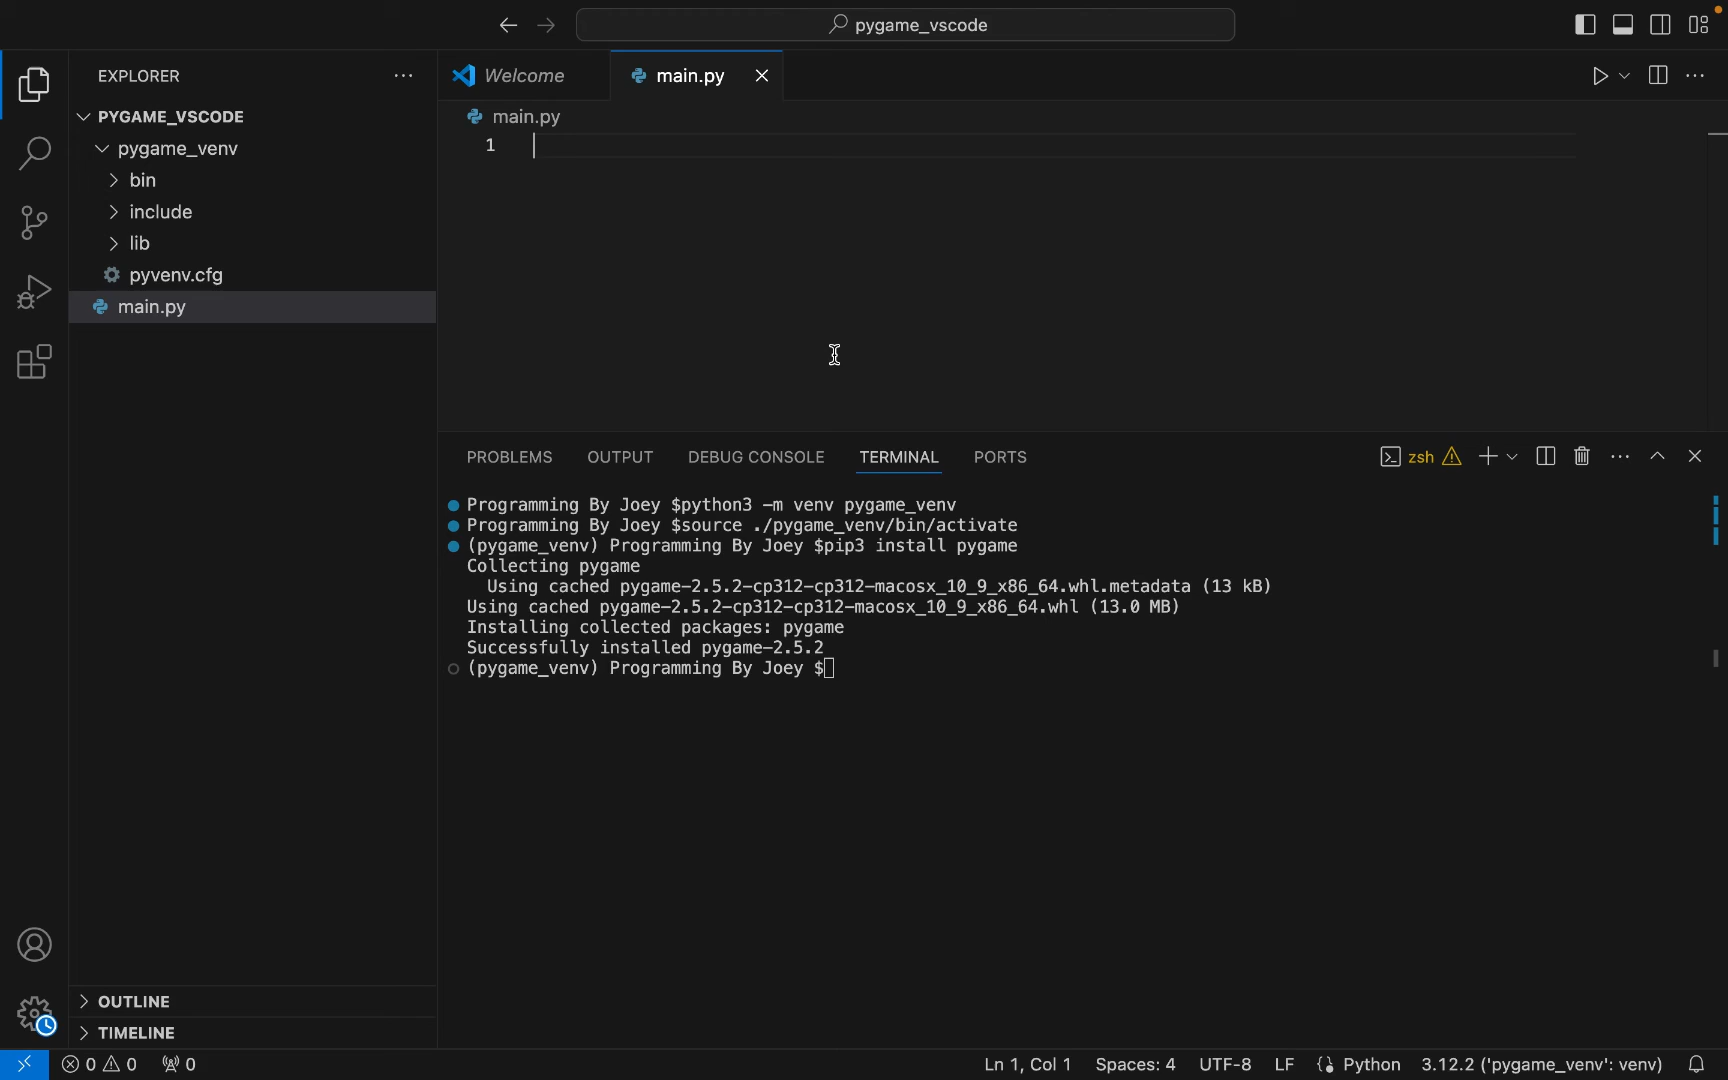 pygame_vscode
EXPLORER
PYGAME_VSCODE
pygame_venv
bin
include
lib
pyvenv.cfg
main.py
OUTLINE
TIMELINE
Welcome
main.py
main.py
1
PROBLEMS OUTPUT DEBUG CONSOLE TERMINAL PORTS
zsh
Programming By Joey $python3 -m venv pygame_venv
Programming By Joey $source ./pygame_venv/bin/activate
(pygame_venv) Programming By Joey $pip3 install pygame
Collecting pygame
Using cached pygame-2.5.2-cp312-cp312-macosx_10_9_x86_64.whl.metadata (13 kB)
Using cached pygame-2.5.2-cp312-cp312-macosx_10_9_x86_64.whl (13.0 MB)
Installing collected packages: pygame
Successfully installed pygame-2.5.2
(pygame_venv) Programming By Joey $
0 0 0 Ln 1, Col 1 Spaces: 4 UTF-8 LF Python 3.12.2 ('pygame_venv': venv)